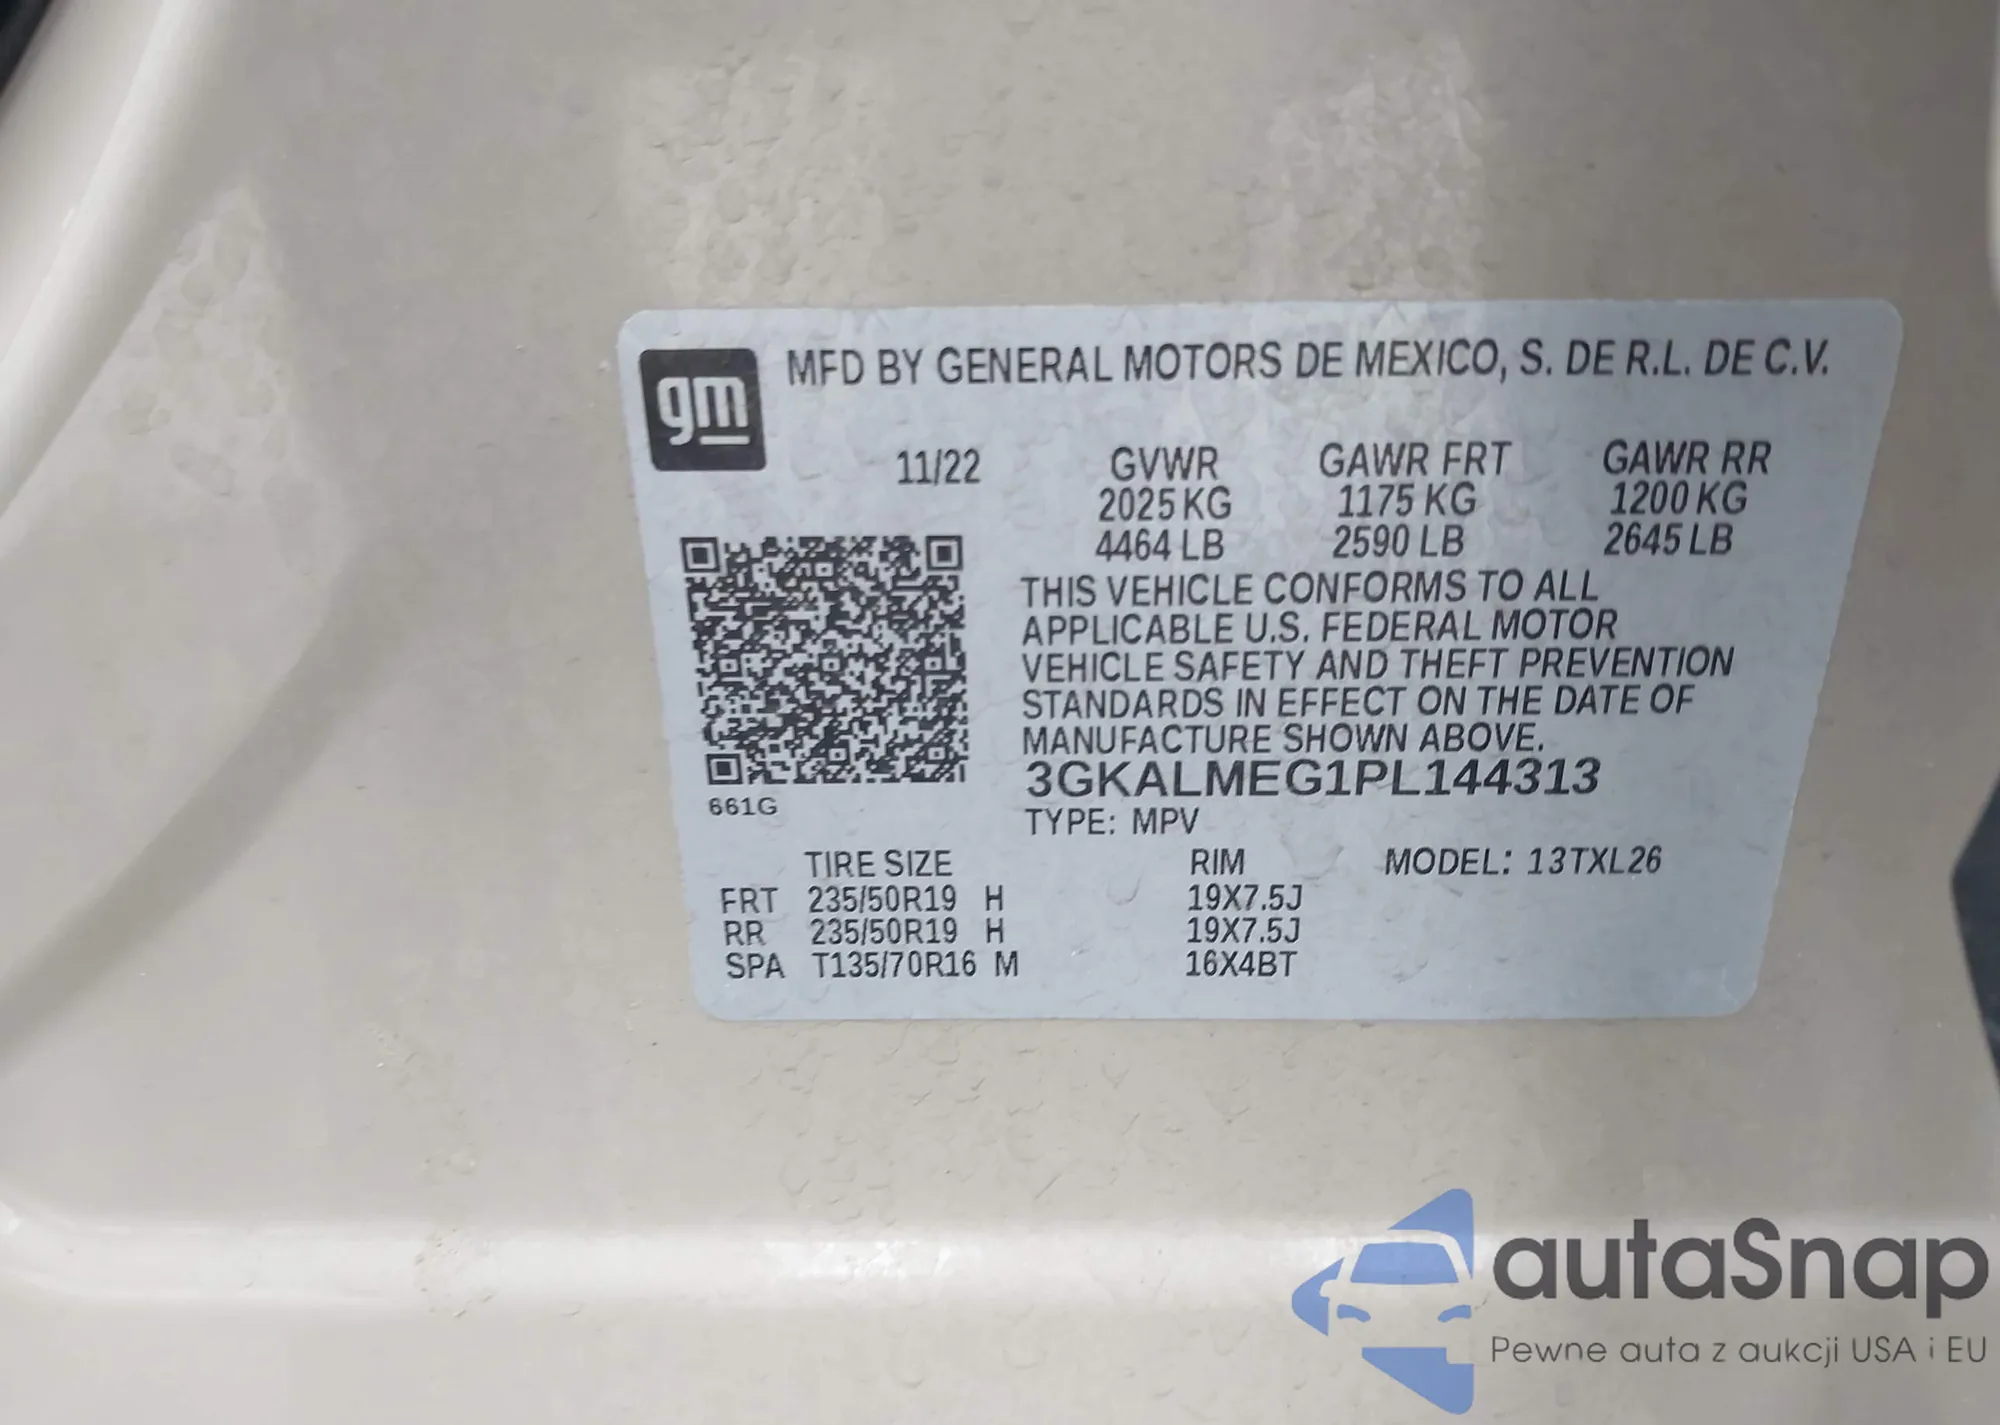 gm
MFD BY GENERAL MOTORS DE MEXICO, S. DE R.L. DE C.V.
11/22 GVWR GAWR FRT GAWR RR
2025 KG 1175 KG 1200 KG
4464 LB 2590 LB 2645 LB
THIS VEHICLE CONFORMS TO ALL
APPLICABLE U.S. FEDERAL MOTOR
VEHICLE SAFETY AND THEFT PREVENTION
STANDARDS IN EFFECT ON THE DATE OF
MANUFACTURE SHOWN ABOVE.
3GKALMEG1PL144313
661G
TYPE: MPV
TIRE SIZE RIM MODEL: 13TXL26
FRT 235/50R19 H 19X7.5J
RR 235/50R19 H 19X7.5J
SPA T135/70R16 M 16X4BT
autaSnap
Pewne auta z aukcji USA i EU